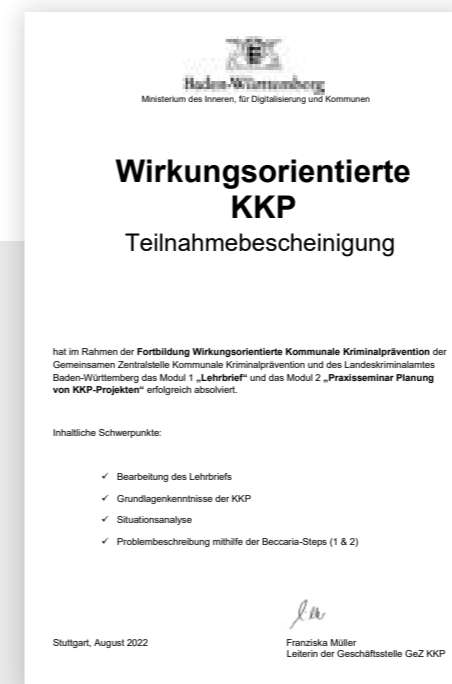 Baden-Württemberg
Ministerium des Inneren, für Digitalisierung und Kommunen
Wirkungsorientierte
KKP
Teilnahmebescheinigung
hat im Rahmen der Fortbildung Wirkungsorientierte Kommunale Kriminalprävention der
Gemeinsamen Zentralstelle Kommunale Kriminalprävention und des Landeskriminalamtes
Baden-Württemberg das Modul 1 „Lehrbrief“ und das Modul 2 „Praxisseminar Planung
von KKP-Projekten“ erfolgreich absolviert.
Inhaltliche Schwerpunkte:
✓ Bearbeitung des Lehrbriefs
✓ Grundlagenkenntnisse der KKP
✓ Situationsanalyse
✓ Problembeschreibung mithilfe der Beccaria-Steps (1 & 2)
Stuttgart, August 2022
Franziska Müller
Leiterin der Geschäftsstelle GeZ KKP